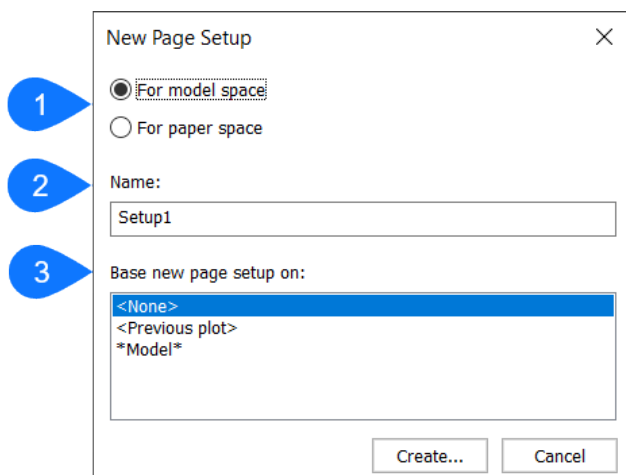 New Page Setup
1
For model space
For paper space
2
Name:
Setup1
3
Base new page setup on:
<None>
<Previous plot>
*Model*
Create... Cancel